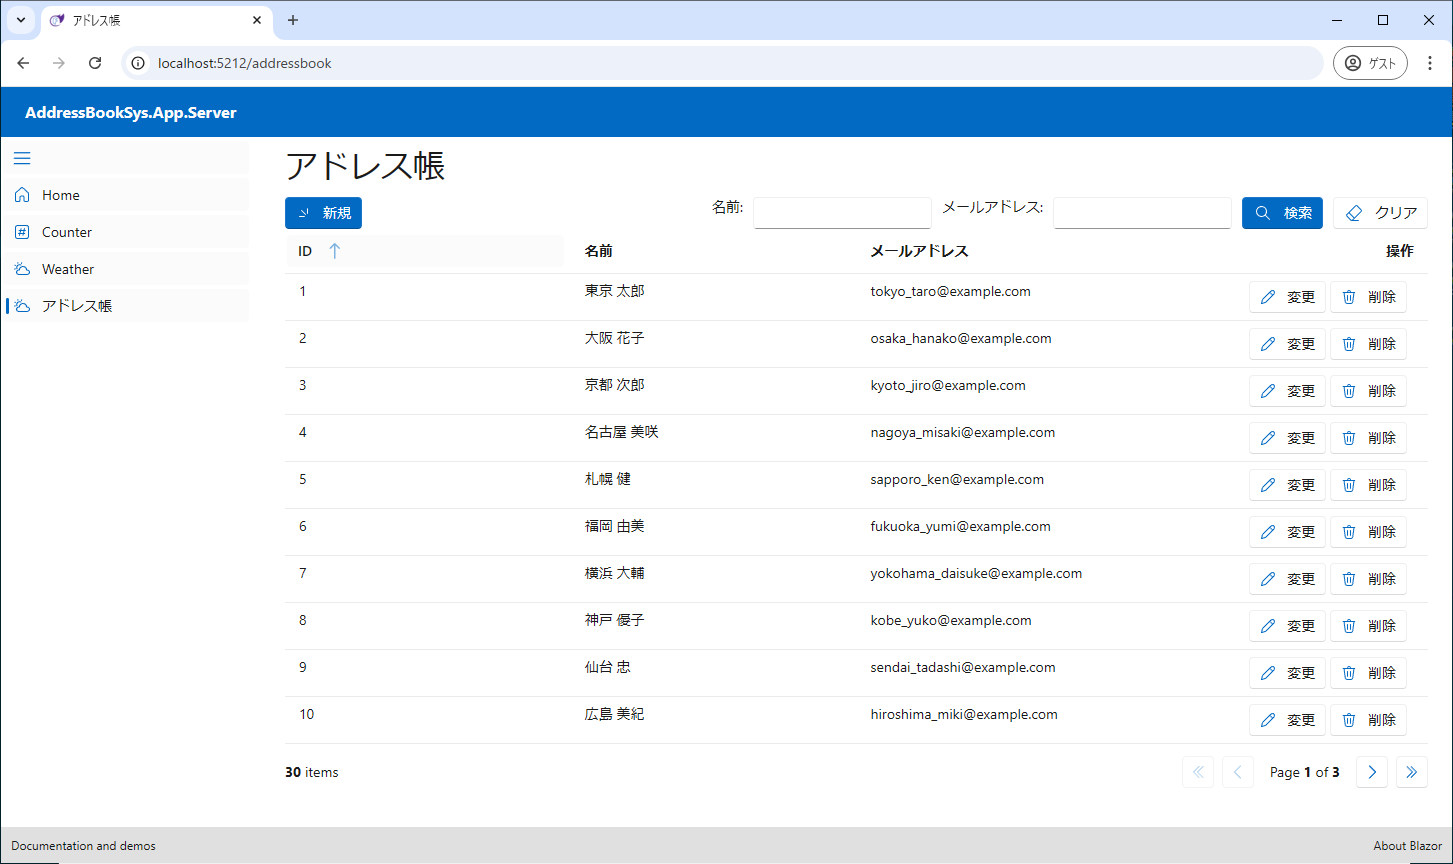 アドレス帳
localhost:5212/addressbook
ゲスト
AddressBookSys.App.Server
Home
Counter
Weather
アドレス帳
アドレス帳
新規 名前: メールアドレス: 検索 クリア
ID 名前 メールアドレス 操作
1 東京 太郎 tokyo_taro@example.com 変更 削除
2 大阪 花子 osaka_hanako@example.com 変更 削除
3 京都 次郎 kyoto_jiro@example.com 変更 削除
4 名古屋 美咲 nagoya_misaki@example.com 変更 削除
5 札幌 健 sapporo_ken@example.com 変更 削除
6 福岡 由美 fukuoka_yumi@example.com 変更 削除
7 横浜 大輔 yokohama_daisuke@example.com 変更 削除
8 神戸 優子 kobe_yuko@example.com 変更 削除
9 仙台 忠 sendai_tadashi@example.com 変更 削除
10 広島 美紀 hiroshima_miki@example.com 変更 削除
30 items Page 1 of 3
Documentation and demos About Blazor